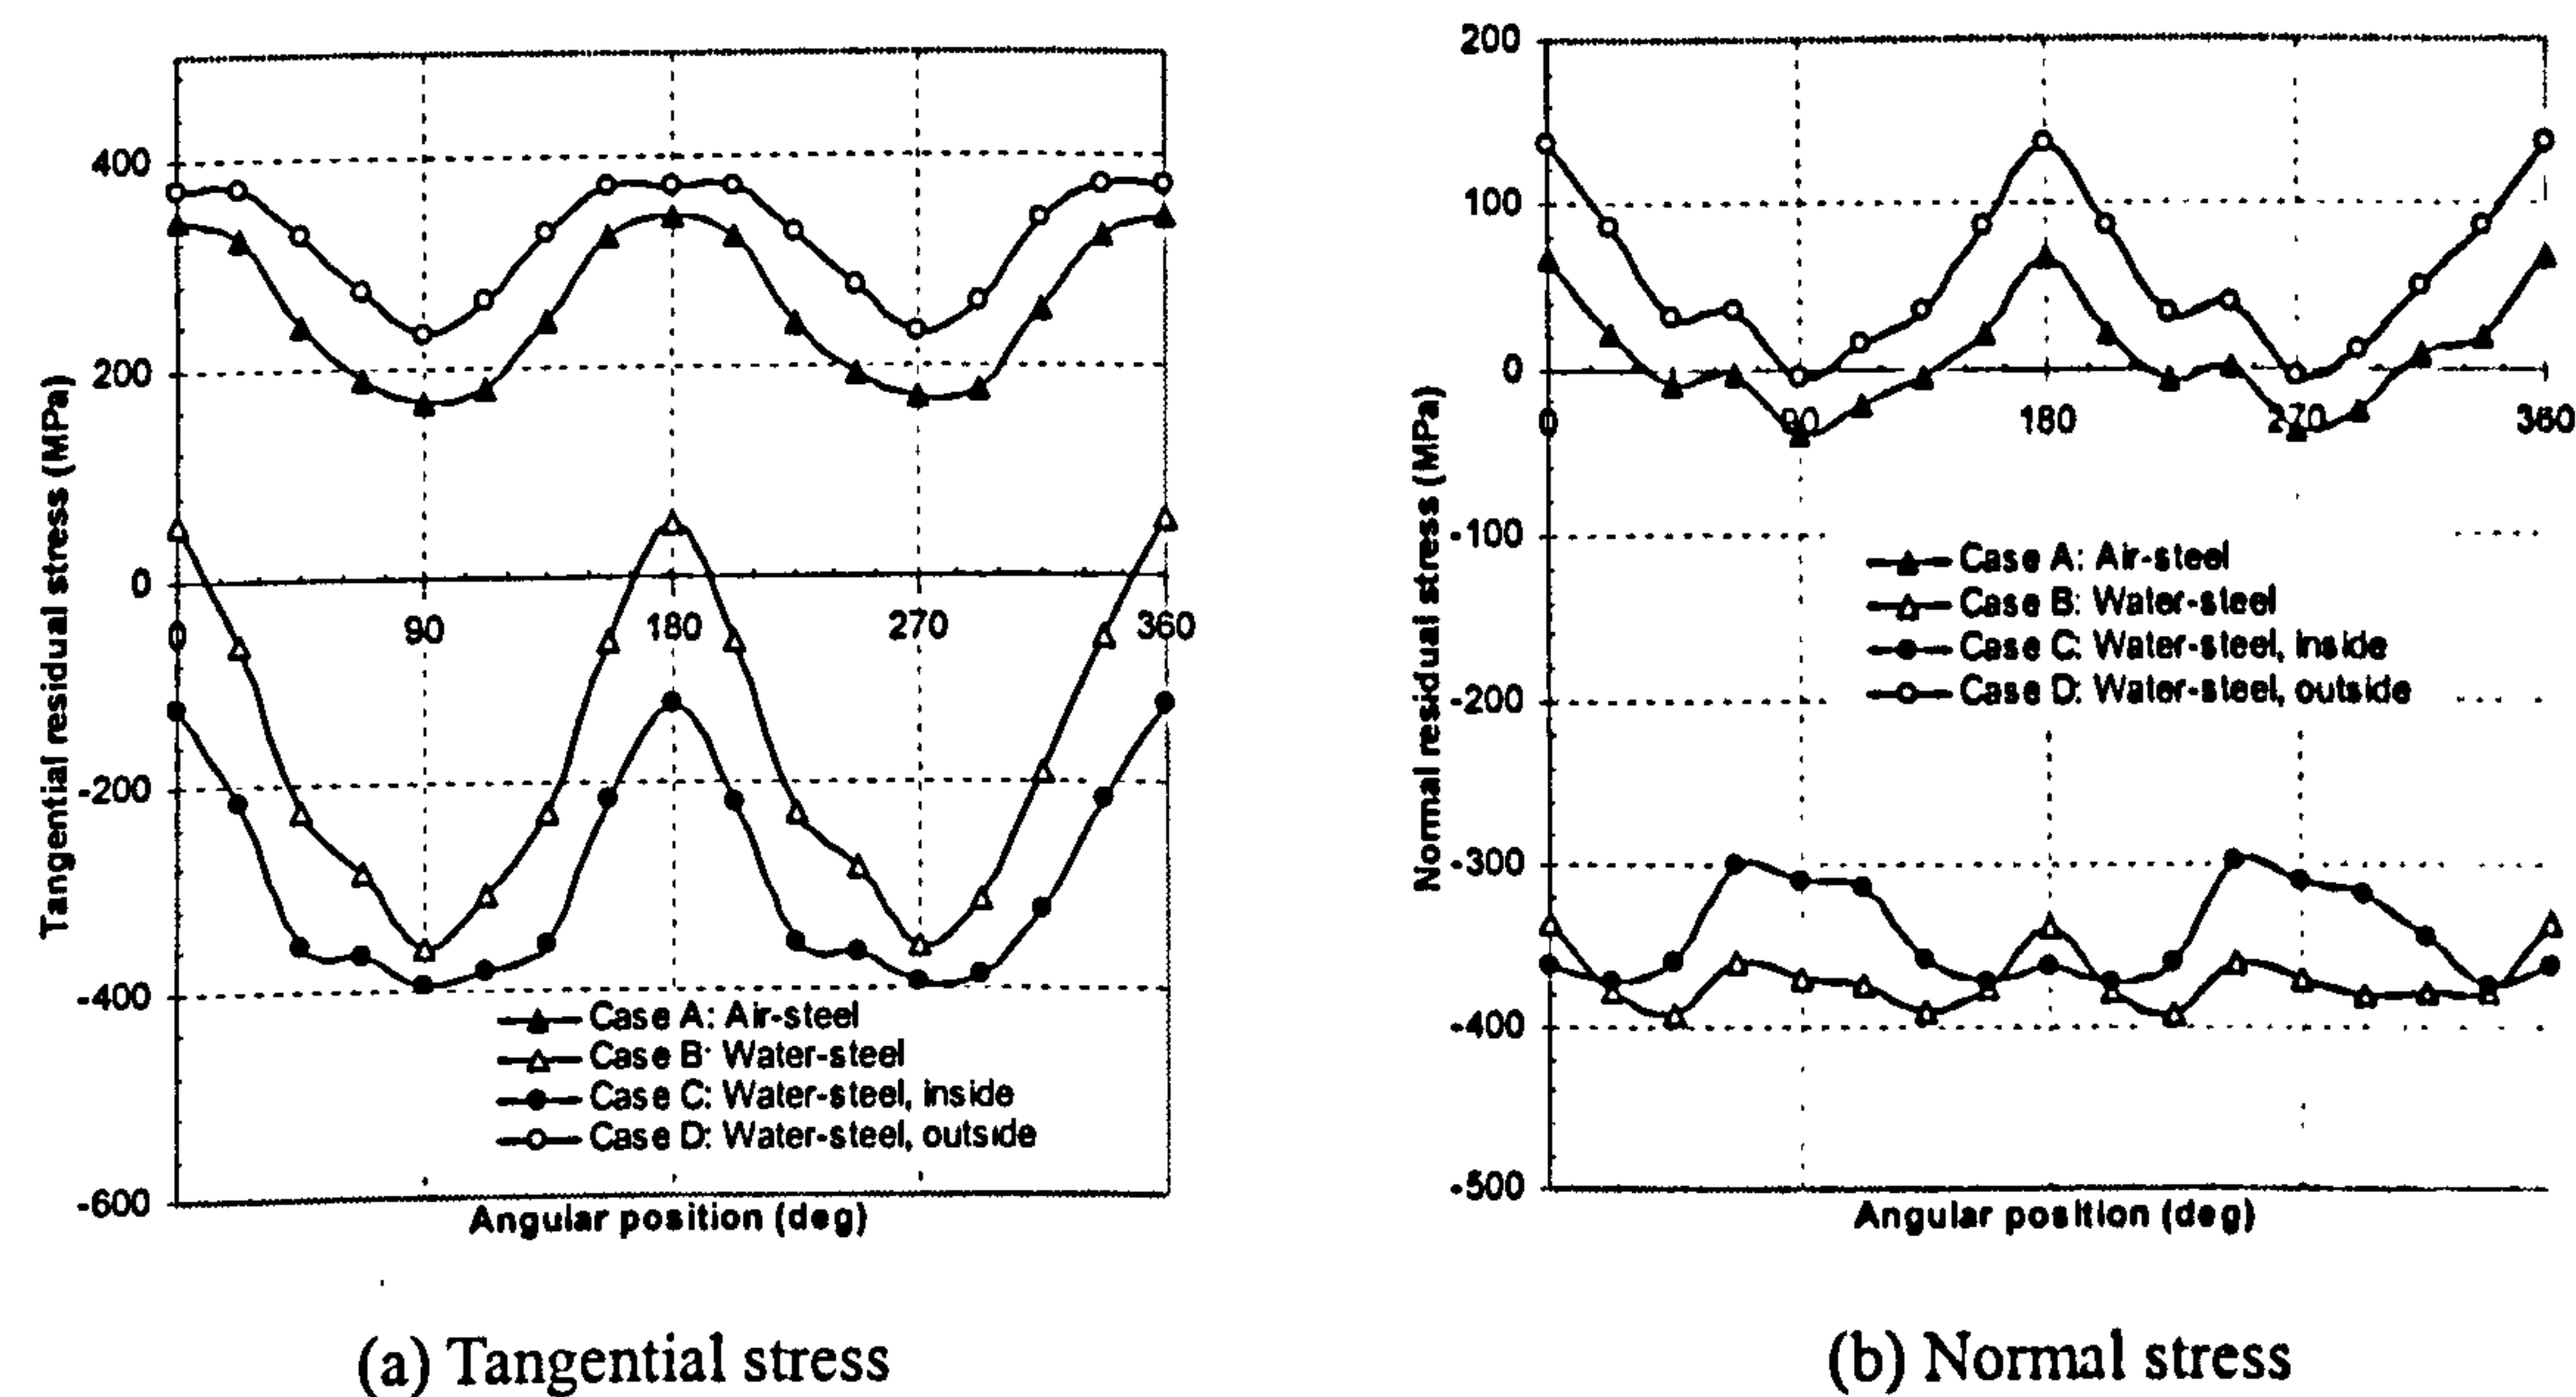 Tangential residual stress (MPa)
400
200
0
-200
-400
-600
0
90
180
270
360
Case A: Air-steel
Case B: Water-steel
Case C: Water-steel, inside
Case D: Water-steel, outside
Angular position (deg)
(a) Tangential stress
Normal residual stress (MPa)
200
100
0
-100
-200
-300
-400
-500
0
90
180
270
360
Case A: Air-steel
Case B: Water-steel
Case C: Water-steel, inside
Case D: Water-steel, outside
Angular position (deg)
(b) Normal stress